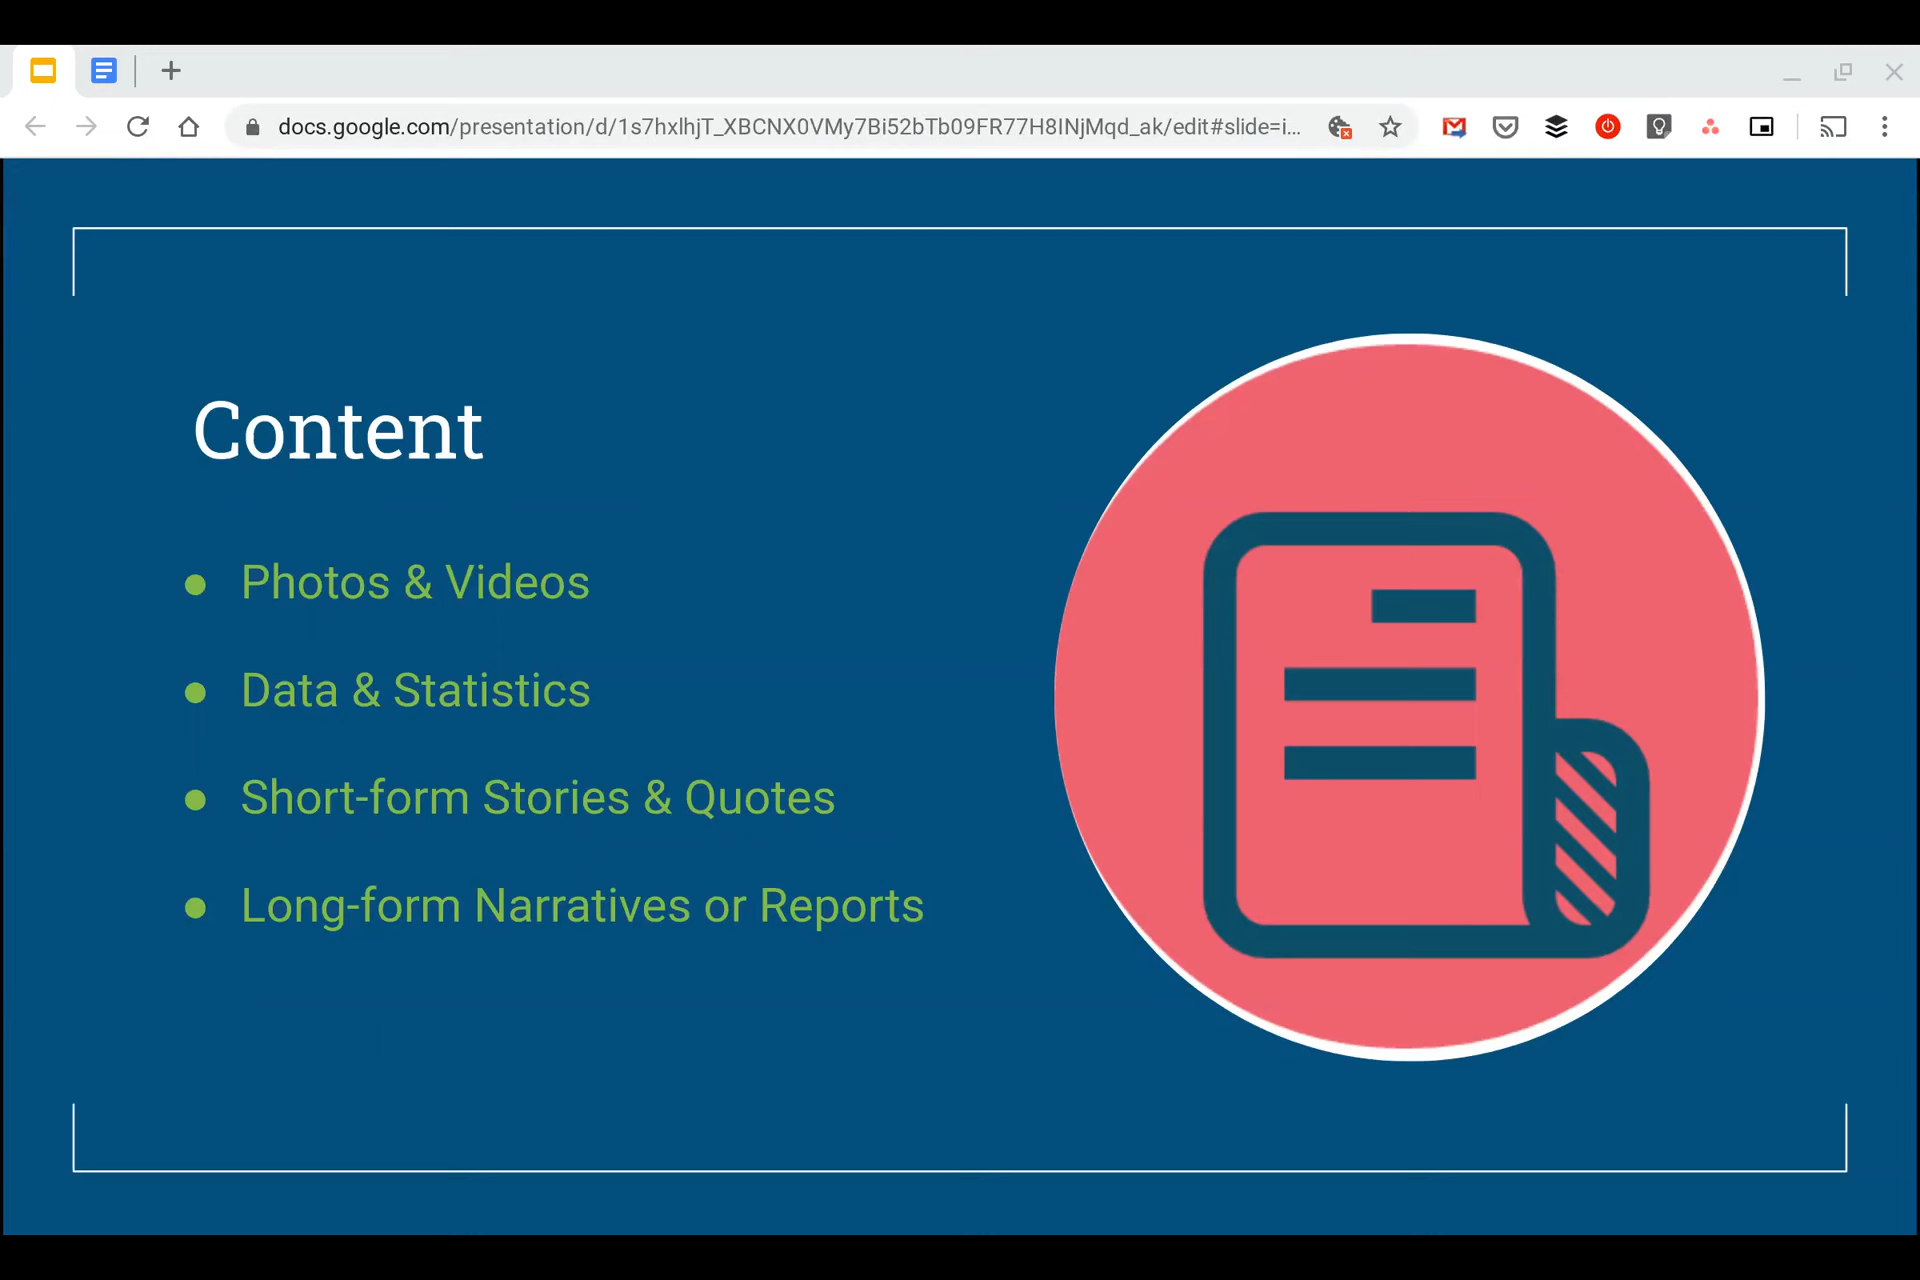 docs.google.com/presentation/d/1s7hxlhjT_XBCNX0VMy7Bi52bTb09FR77H8INjMqd_ak/edit#slide=i...
Content
● Photos & Videos
● Data & Statistics
● Short-form Stories & Quotes
● Long-form Narratives or Reports